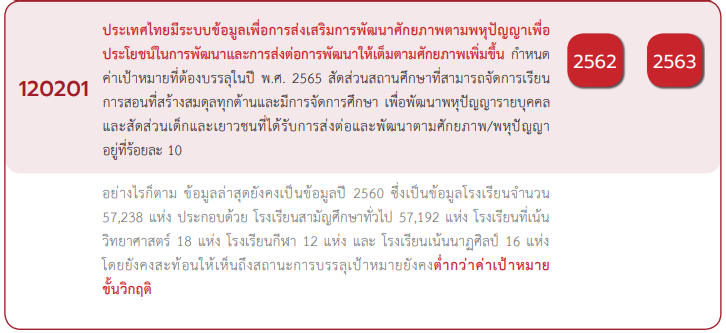 120201
ประเทศไทยมีระบบข้อมูลเพื่อการส่งเสริมการพัฒนาศักยภาพตามพหุปัญญาเพื่อ
ประโยชน์ในการพัฒนาและการส่งต่อการพัฒนาให้เต็มตามศักยภาพเพิ่มขึ้น กำหนด
ค่าเป้าหมายที่ต้องบรรลุในปี พ.ศ. 2565 สัดส่วนสถานศึกษาที่สามารถจัดการเรียน
การสอนที่สร้างสมดุลทุกด้านและมีการจัดการศึกษา เพื่อพัฒนาพหุปัญญารายบุคคล
และสัดส่วนเด็กและเยาวชนที่ได้รับการส่งต่อและพัฒนาตามศักยภาพ/พหุปัญญา
อยู่ที่ร้อยละ 10
2562
2563
อย่างไรก็ตาม ข้อมูลล่าสุดยังคงเป็นข้อมูลปี 2560 ซึ่งเป็นข้อมูลโรงเรียนจำนวน
57,238 แห่ง ประกอบด้วย โรงเรียนสามัญศึกษาทั่วไป 57,192 แห่ง โรงเรียนที่เน้น
วิทยาศาสตร์ 18 แห่ง โรงเรียนกีฬา 12 แห่ง และ โรงเรียนเน้นนาฏศิลป์ 16 แห่ง
โดยยังคงสะท้อนให้เห็นถึงสถานะการบรรลุเป้าหมายยังคงต่ำกว่าค่าเป้าหมาย
ขั้นวิกฤติ